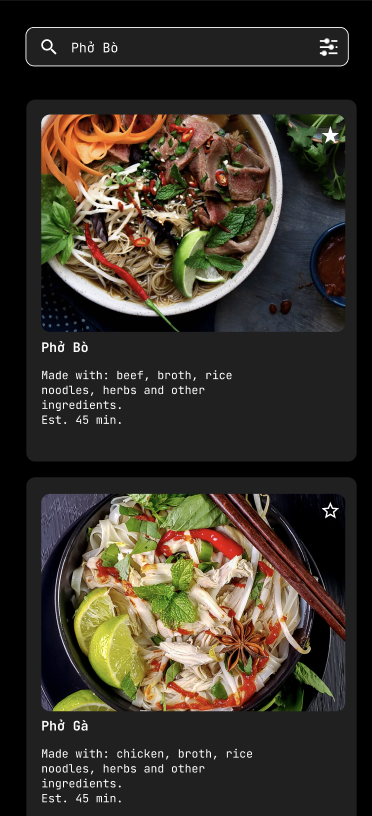 Phở Bò
Phở Bò
Made with: beef, broth, rice
noodles, herbs and other
ingredients.
Est. 45 min.
Phở Gà
Made with: chicken, broth, rice
noodles, herbs and other
ingredients.
Est. 45 min.